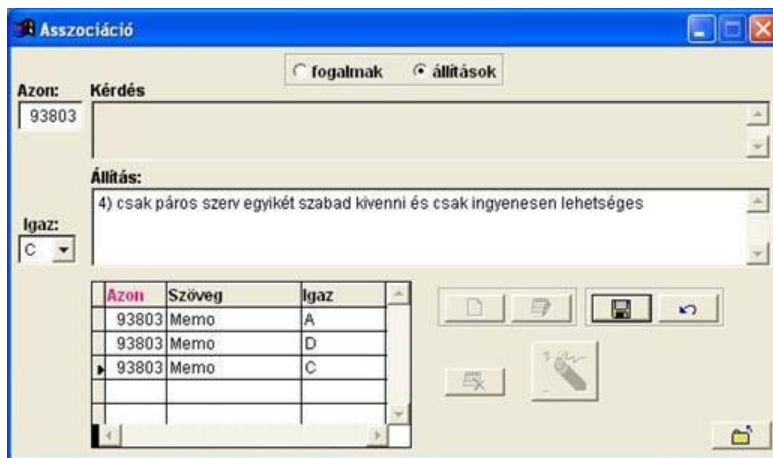 Asszociáció
fogalmak állítások
Azon: Kérdés
93803
Állítás:
4) csak páros szerv egyikét szabad kivenni és csak ingyenesen lehetséges
Igaz:
C
Azon Szöveg Igaz
93803 Memo A
93803 Memo D
93803 Memo C